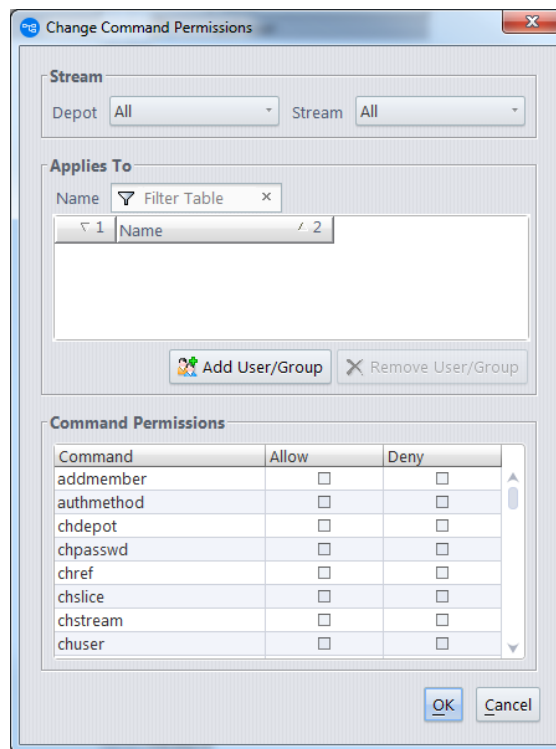 Change Command Permissions
Stream
Depot All Stream All
Applies To
Name Filter Table ×
1 Name 2
Add User/Group Remove User/Group
Command Permissions
Command Allow Deny
addmember
authmethod
chdepot
chpasswd
chref
chslice
chstream
chuser
OK Cancel